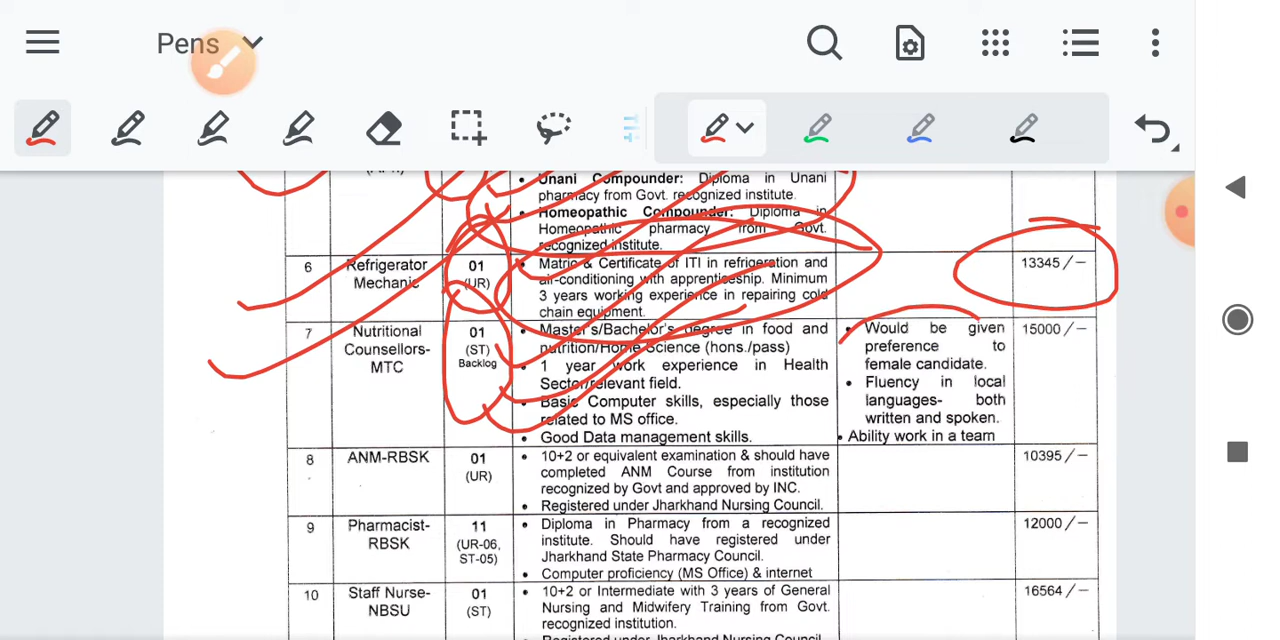 Pens
Unani Compounder: Diploma in Unani
pharmacy from Govt. recognized institute.
Homeopathic Compounder: Diploma in
Homeopathic pharmacy from Govt.
recognized institute.
6
Refrigerator
Mechanic
01
(UR)
Matric & Certificate of ITI in refrigeration and
air-conditioning with apprenticeship. Minimum
3 years working experience in repairing cold
chain equipment.
13345/-
7
Nutritional
Counsellors-
MTC
01
(ST)
Backlog
Master's/Bachelor's degree in food and
nutrition/Home Science (hons./pass)
1 year work experience in Health
Sector/relevant field.
Basic Computer skills, especially those
related to MS office.
Good Data management skills.
Would be given
preference to
female candidate.
Fluency in local
languages- both
written and spoken.
Ability work in a team
15000/-
8
ANM-RBSK
01
(UR)
10+2 or equivalent examination & should have
completed ANM Course from institution
recognized by Govt and approved by INC.
Registered under Jharkhand Nursing Council.
10395/-
9
Pharmacist-
RBSK
11
(UR-06,
ST-05)
Diploma in Pharmacy from a recognized
institute. Should have registered under
Jharkhand State Pharmacy Council.
Computer proficiency (MS Office) & internet
12000/-
10
Staff Nurse-
NBSU
01
(ST)
10+2 or Intermediate with 3 years of General
Nursing and Midwifery Training from Govt.
recognized institution.
Registered under Jharkhand Nursing Council
16564/-